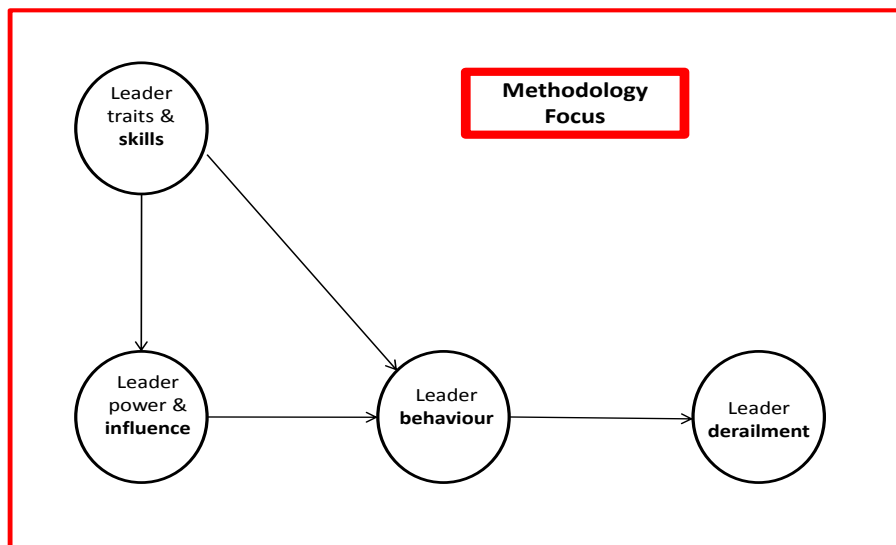 Leader
traits &
skills
Methodology
Focus
Leader
power &
influence
Leader
behaviour
Leader
derailment